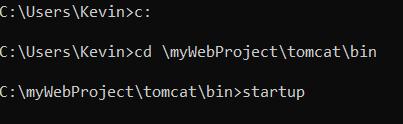 C:\Users\Kevin>c:
C:\Users\Kevin>cd \myWebProject\tomcat\bin
C:\myWebProject\tomcat\bin>startup